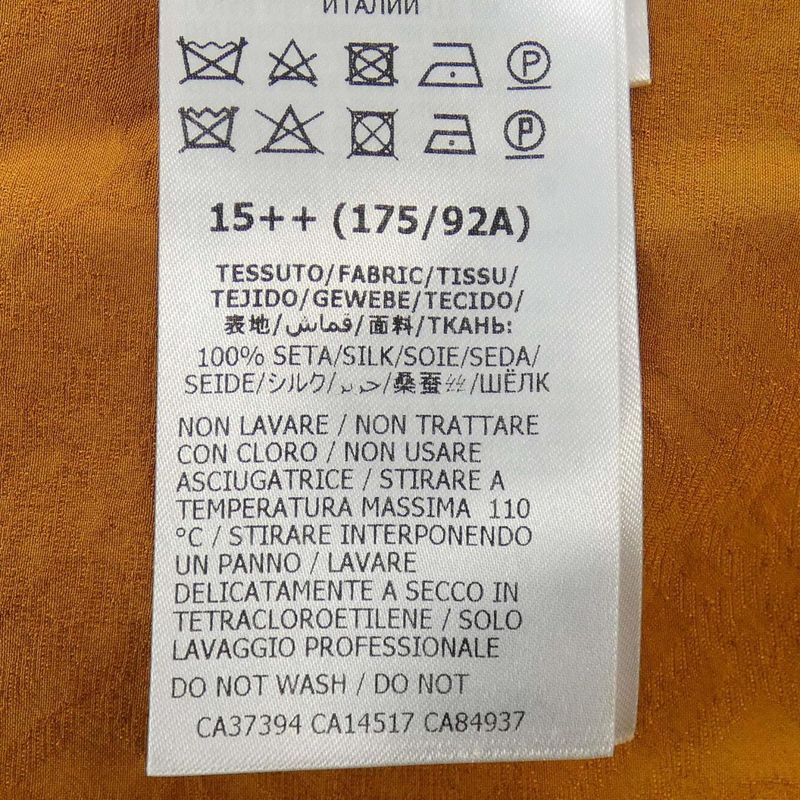 ИТАЛИИ
P
P
15++ (175/92A)
TESSUTO/FABRIC/TISSU/
TEJIDO/GEWEBE/TECIDO/
表地/قماش/面料/ТКАНЬ:
100% SETA/SILK/SOIE/SEDA/
SEIDE/シルク/حرير/桑蚕丝/ШЁЛК
NON LAVARE / NON TRATTARE
CON CLORO / NON USARE
ASCIUGATRICE / STIRARE A
TEMPERATURA MASSIMA 110
°C / STIRARE INTERPONENDO
UN PANNO / LAVARE
DELICATAMENTE A SECCO IN
TETRACLOROETILENE / SOLO
LAVAGGIO PROFESSIONALE
DO NOT WASH / DO NOT
CA37394 CA14517 CA84937